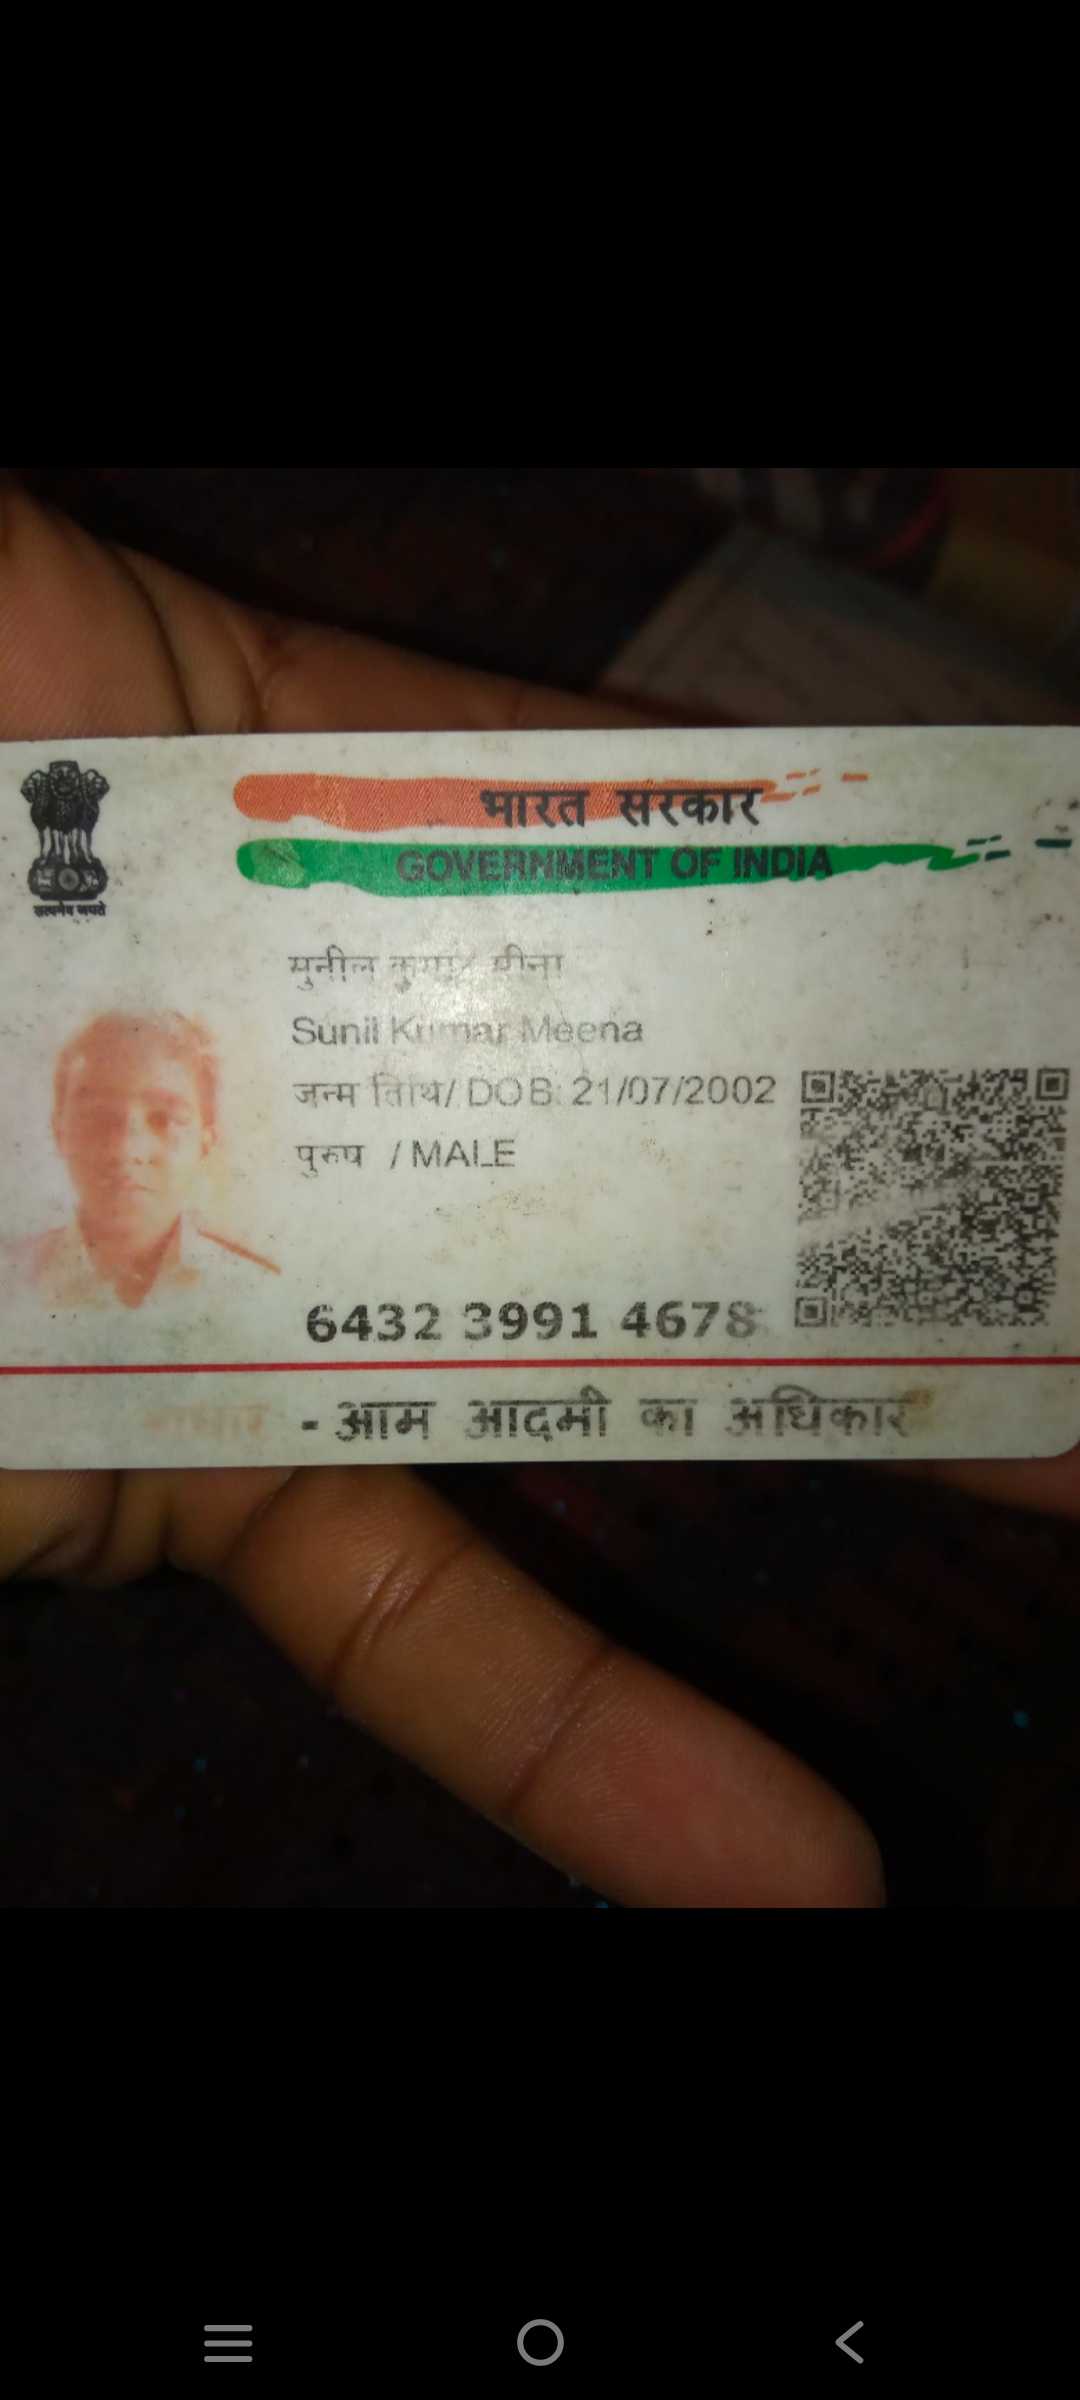 भारत सरकार
GOVERNMENT OF INDIA
सत्यमेव जयते
सुनील कुमार मीना
Sunil Kumar Meena
जन्म तिथि/ DOB: 21/07/2002
पुरुष / MALE
6432 3991 4678
आधार - आम आदमी का अधिकार